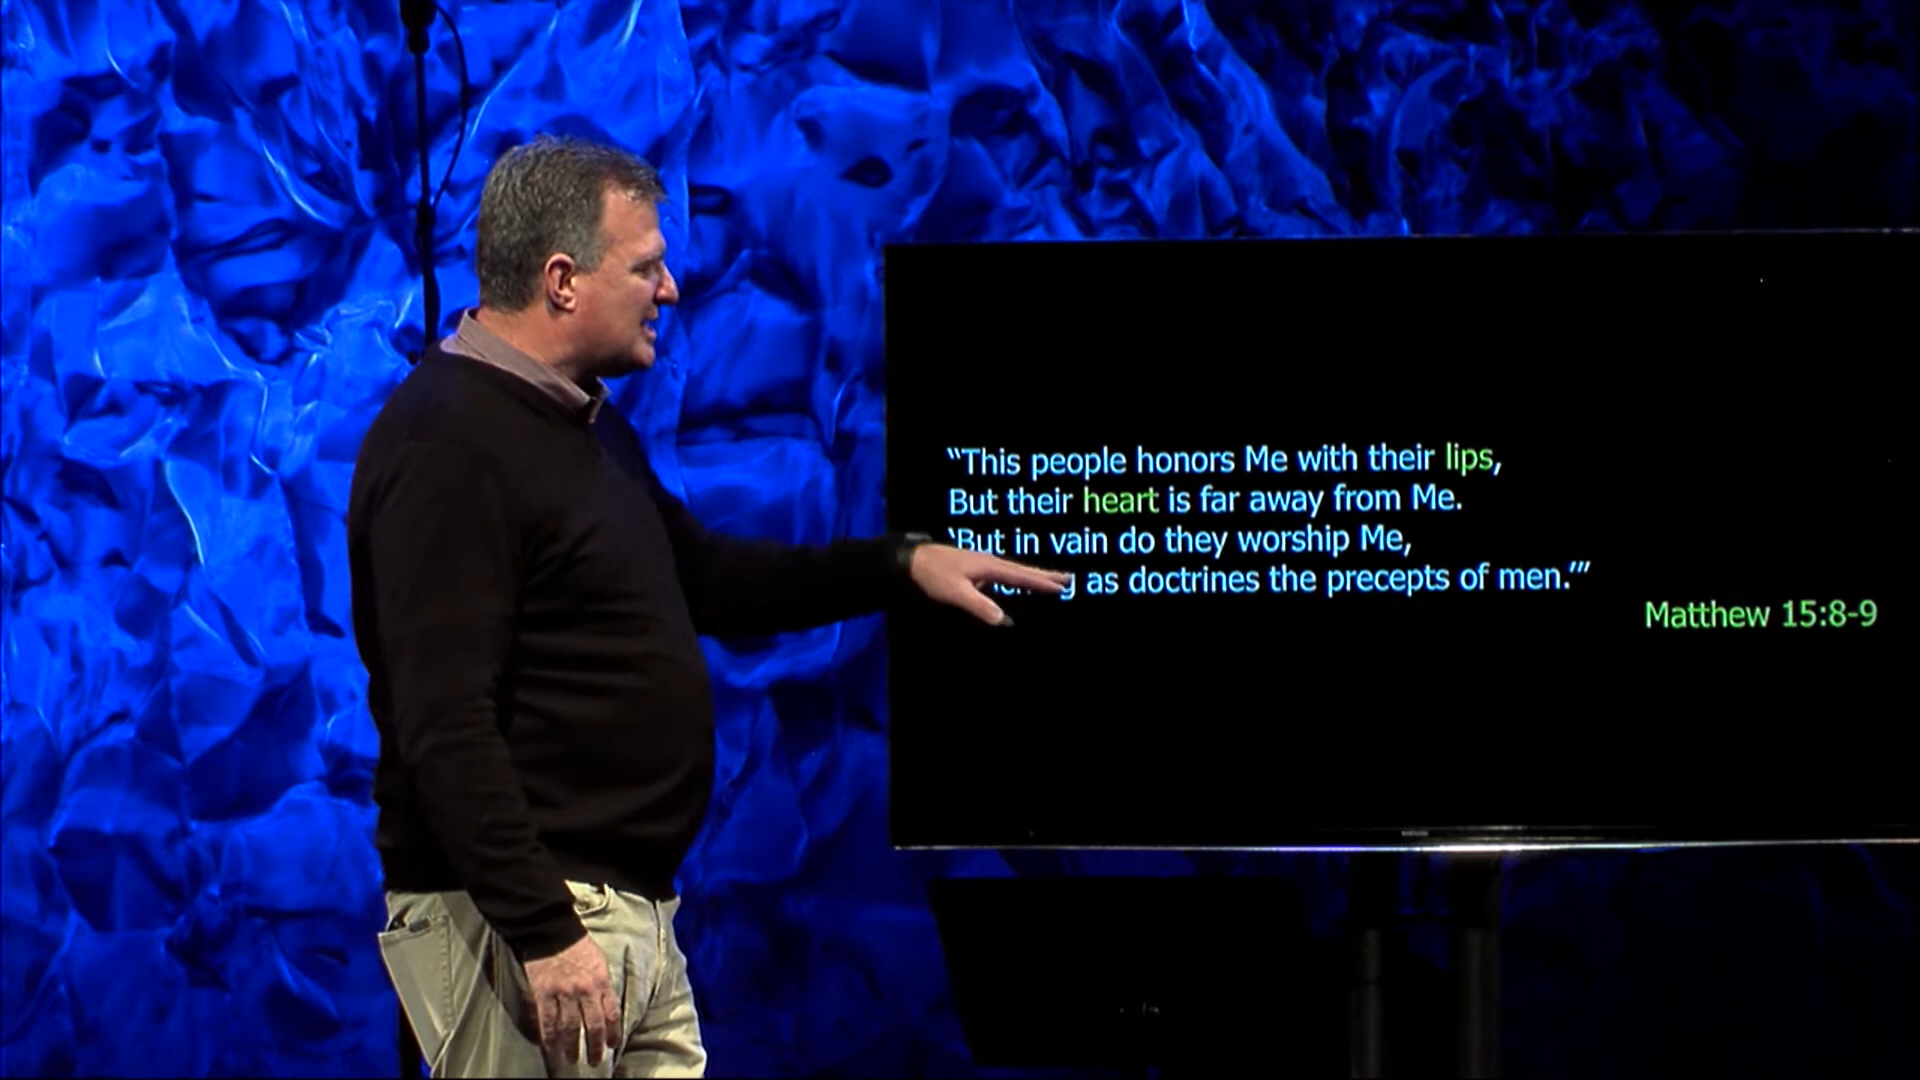 “This people honors Me with their lips,
But their heart is far away from Me.
‘But in vain do they worship Me,
as doctrines the precepts of men.’”
Matthew 15:8-9